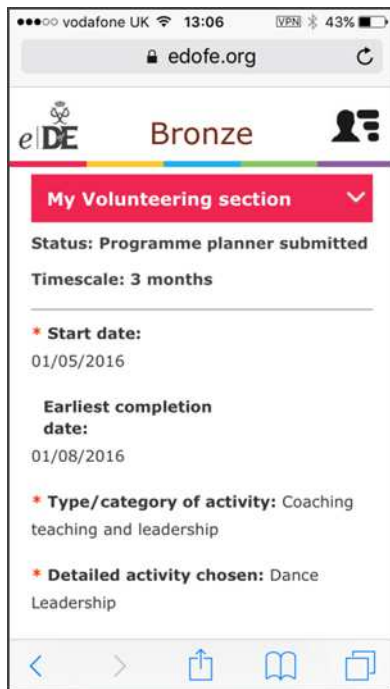 vodafone UK 13:06 VPN 43%
edofe.org
eDofE Bronze
My Volunteering section
Status: Programme planner submitted
Timescale: 3 months
* Start date:
01/05/2016
Earliest completion
date:
01/08/2016
* Type/category of activity: Coaching
teaching and leadership
* Detailed activity chosen: Dance
Leadership